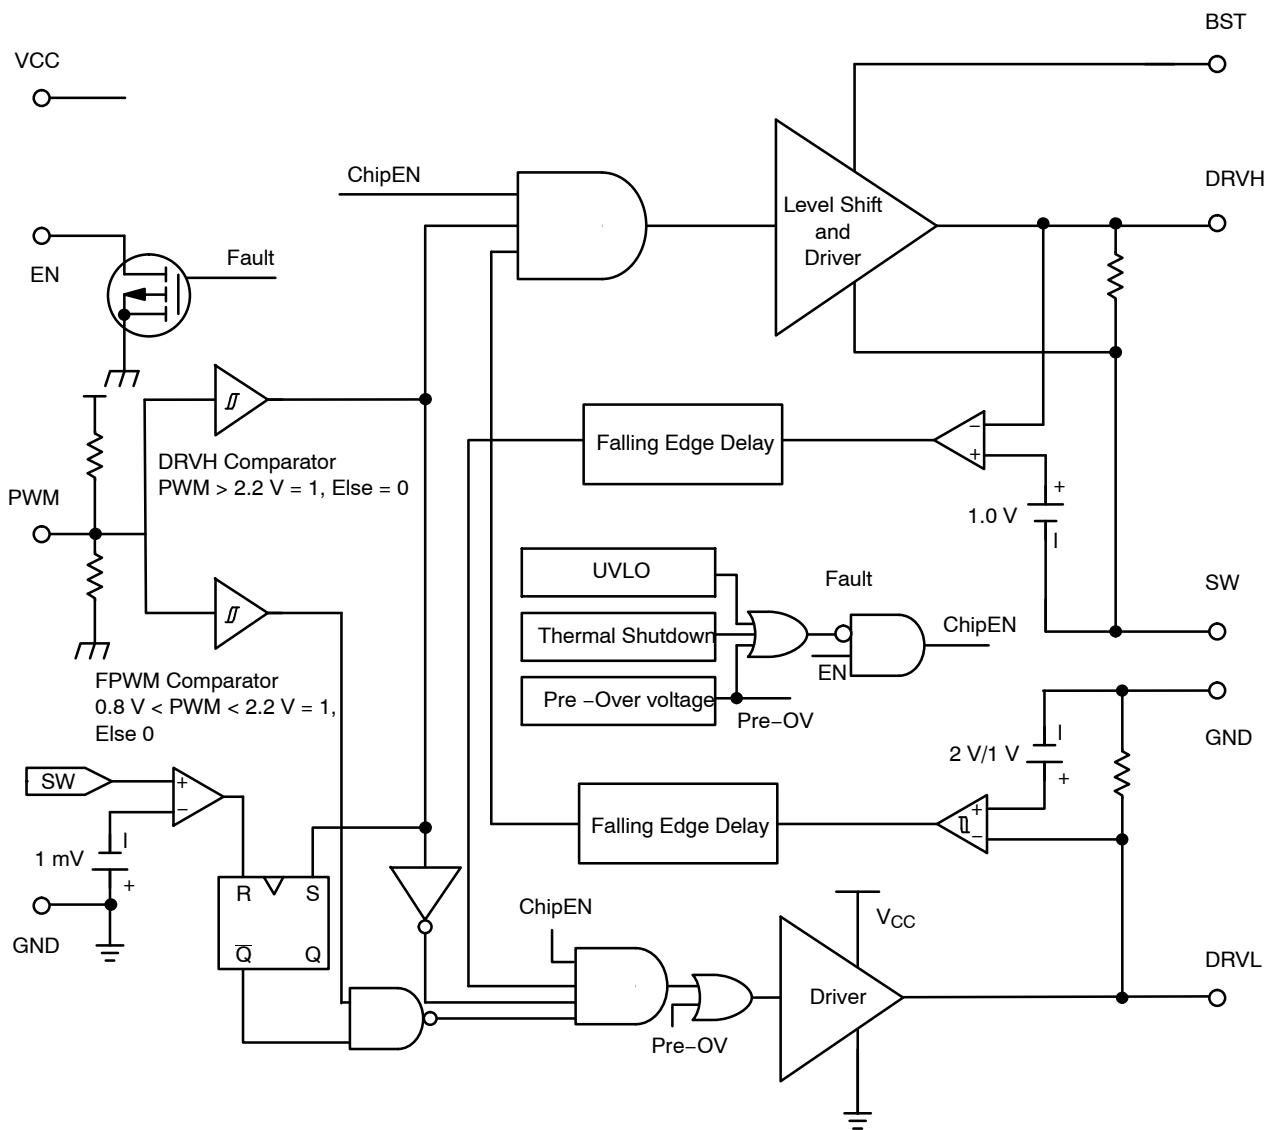 BST
VCC
ChipEN
DRVH
Level Shift
and
Driver
EN
Fault
DRVH Comparator
PWM > 2.2 V = 1, Else = 0
Falling Edge Delay
−
+
+
1.0 V
PWM
UVLO
Fault
SW
Thermal Shutdown
ChipEN
EN
FPWM Comparator
0.8 V < PWM < 2.2 V = 1,
Else 0
Pre −Over voltage
Pre−OV
GND
2 V/1 V
+
SW
+
−
Falling Edge Delay
+
−
1 mV
+
R
S
ChipEN
VCC
GND
Q
Q
DRVL
Driver
Pre−OV